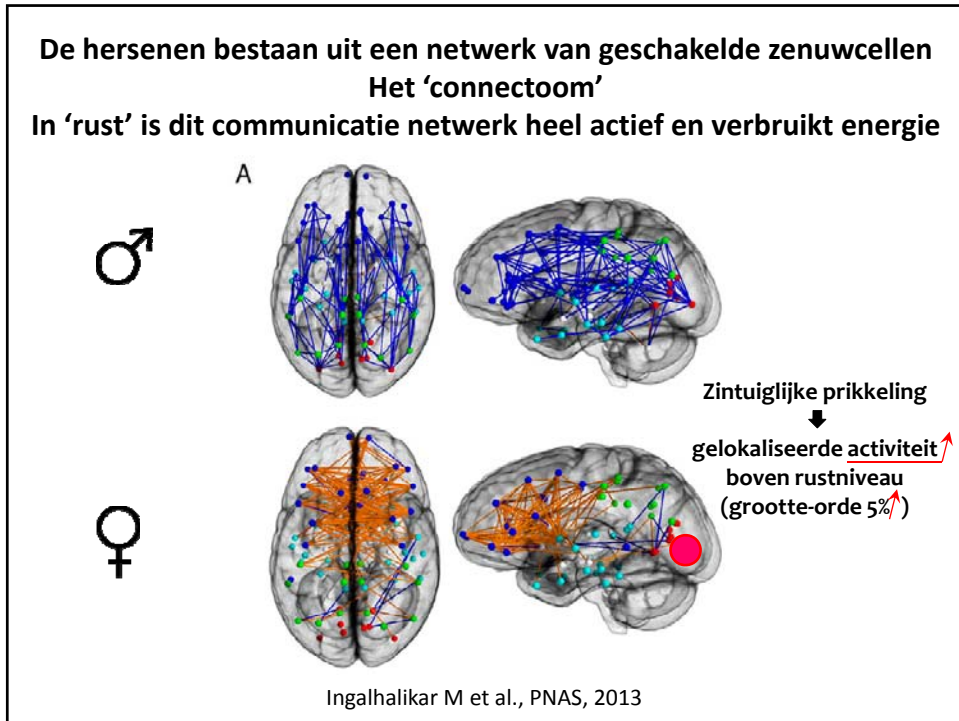 De hersenen bestaan uit een netwerk van geschakelde zenuwcellen
Het ‘connectoom’
In ‘rust’ is dit communicatie netwerk heel actief en verbruikt energie
A
♂
Zintuiglijke prikkeling
gelokaliseerde activiteit
boven rustniveau
(grootte-orde 5% )
♀
Ingalhalikar M et al., PNAS, 2013